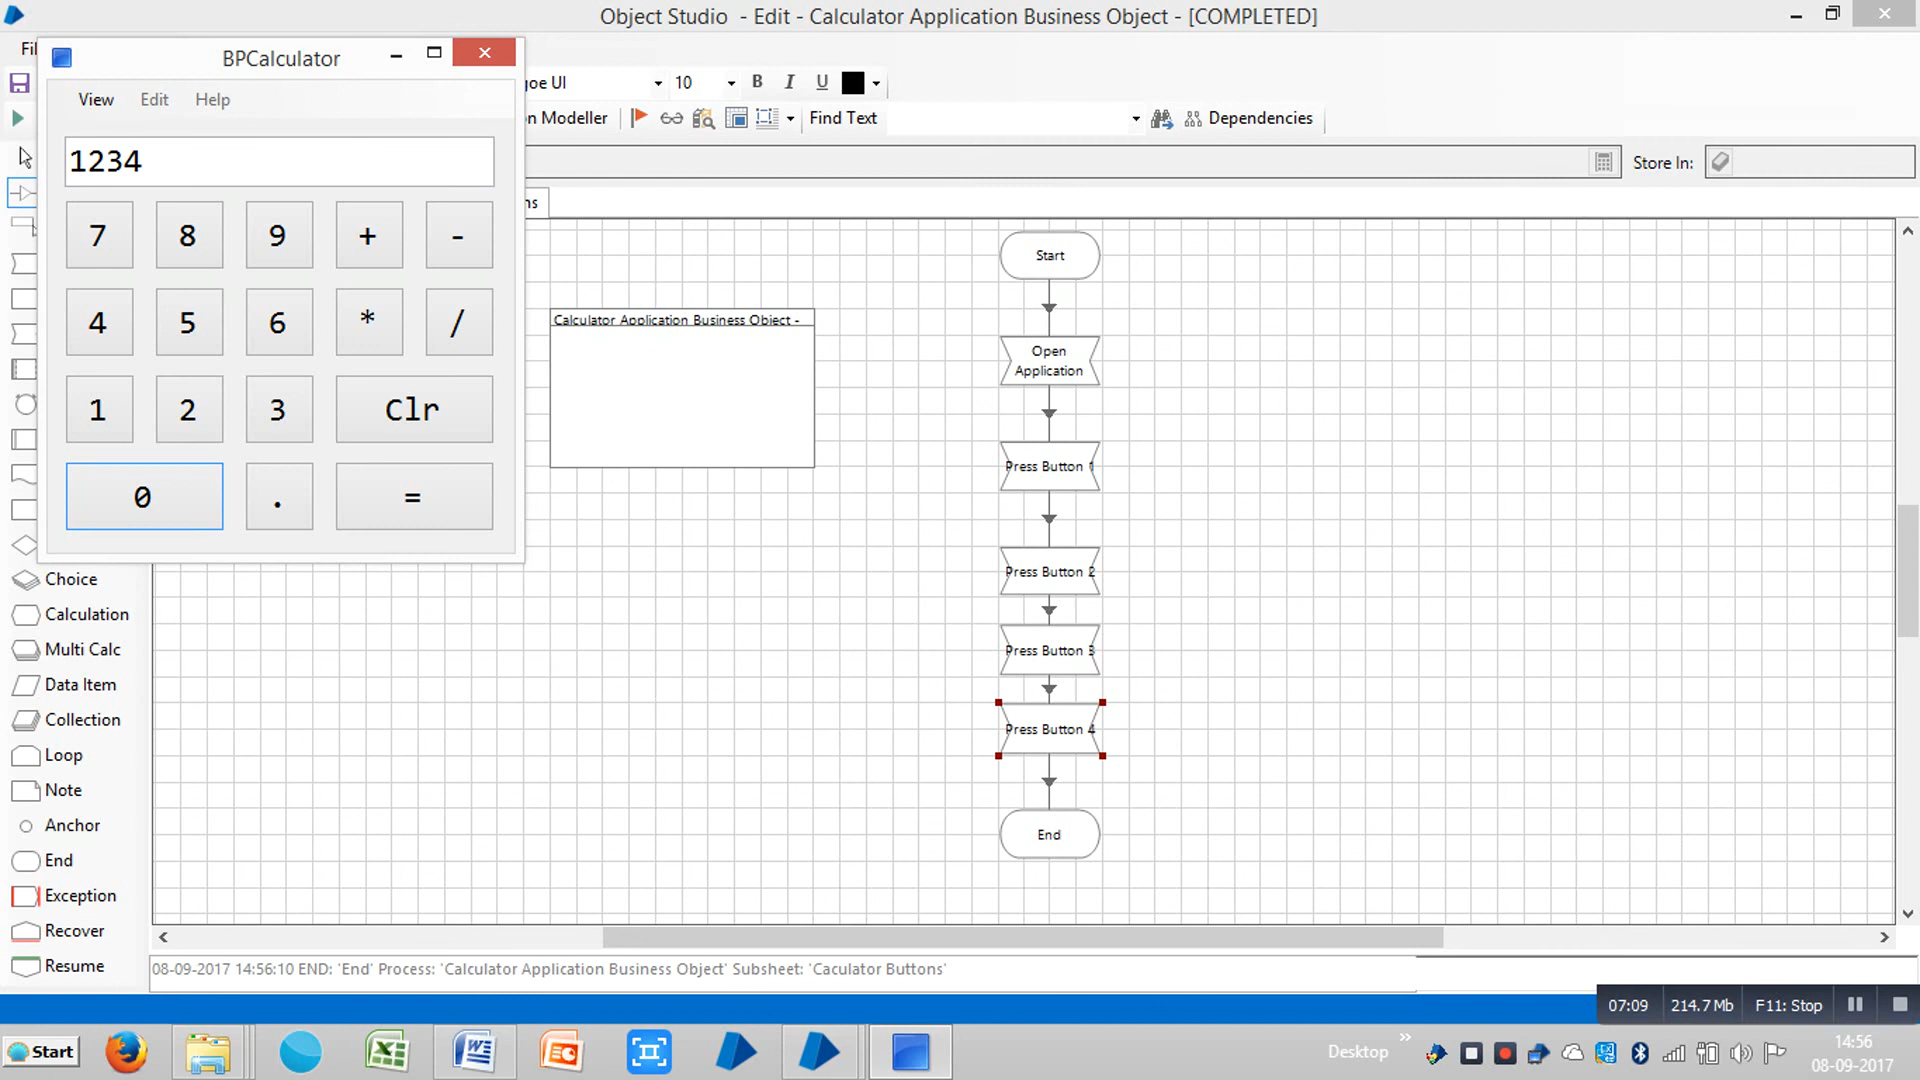 Object Studio - Edit - Calculator Application Business Object - [COMPLETED]
Fil
BPCalculator
goe UI
10
B I U
View Edit Help
n Modeller
Find Text
Dependencies
1234
Store In:
ns
7 8 9 + -
4 5 6 * /
1 2 3 Clr
0 . =
Start
Calculator Application Business Object -
Open
Application
Press Button 1
Press Button 2
Press Button 3
Press Button 4
End
Choice
Calculation
Multi Calc
Data Item
Collection
Loop
Note
Anchor
End
Exception
Recover
Resume
08-09-2017 14:56:10 END: 'End' Process: 'Calculator Application Business Object' Subsheet: 'Caculator Buttons'
07:09 214.7 Mb F11: Stop
Start
Desktop
14:56
08-09-2017